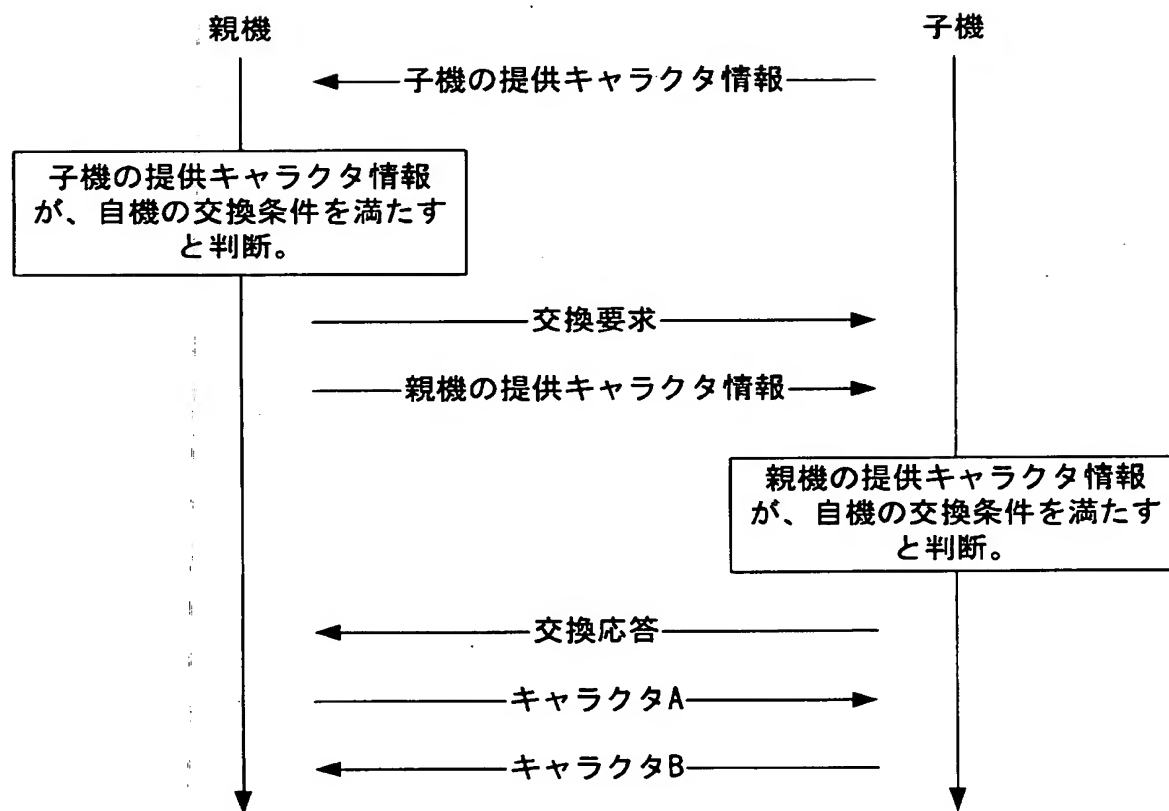 親機
子機
子機の提供キャラクタ情報
子機の提供キャラクタ情報
が、自機の交換条件を満たす
と判断。
交換要求
親機の提供キャラクタ情報
親機の提供キャラクタ情報
が、自機の交換条件を満たす
と判断。
交換応答
キャラクタA
キャラクタB